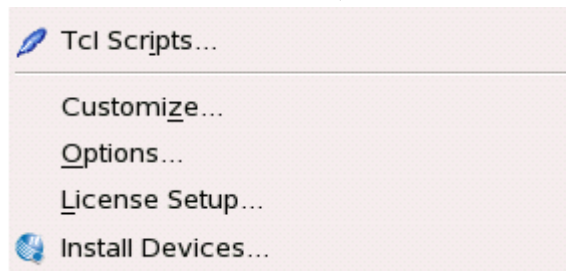 Tcl Scripts...
Customize...
Options...
License Setup...
Install Devices...